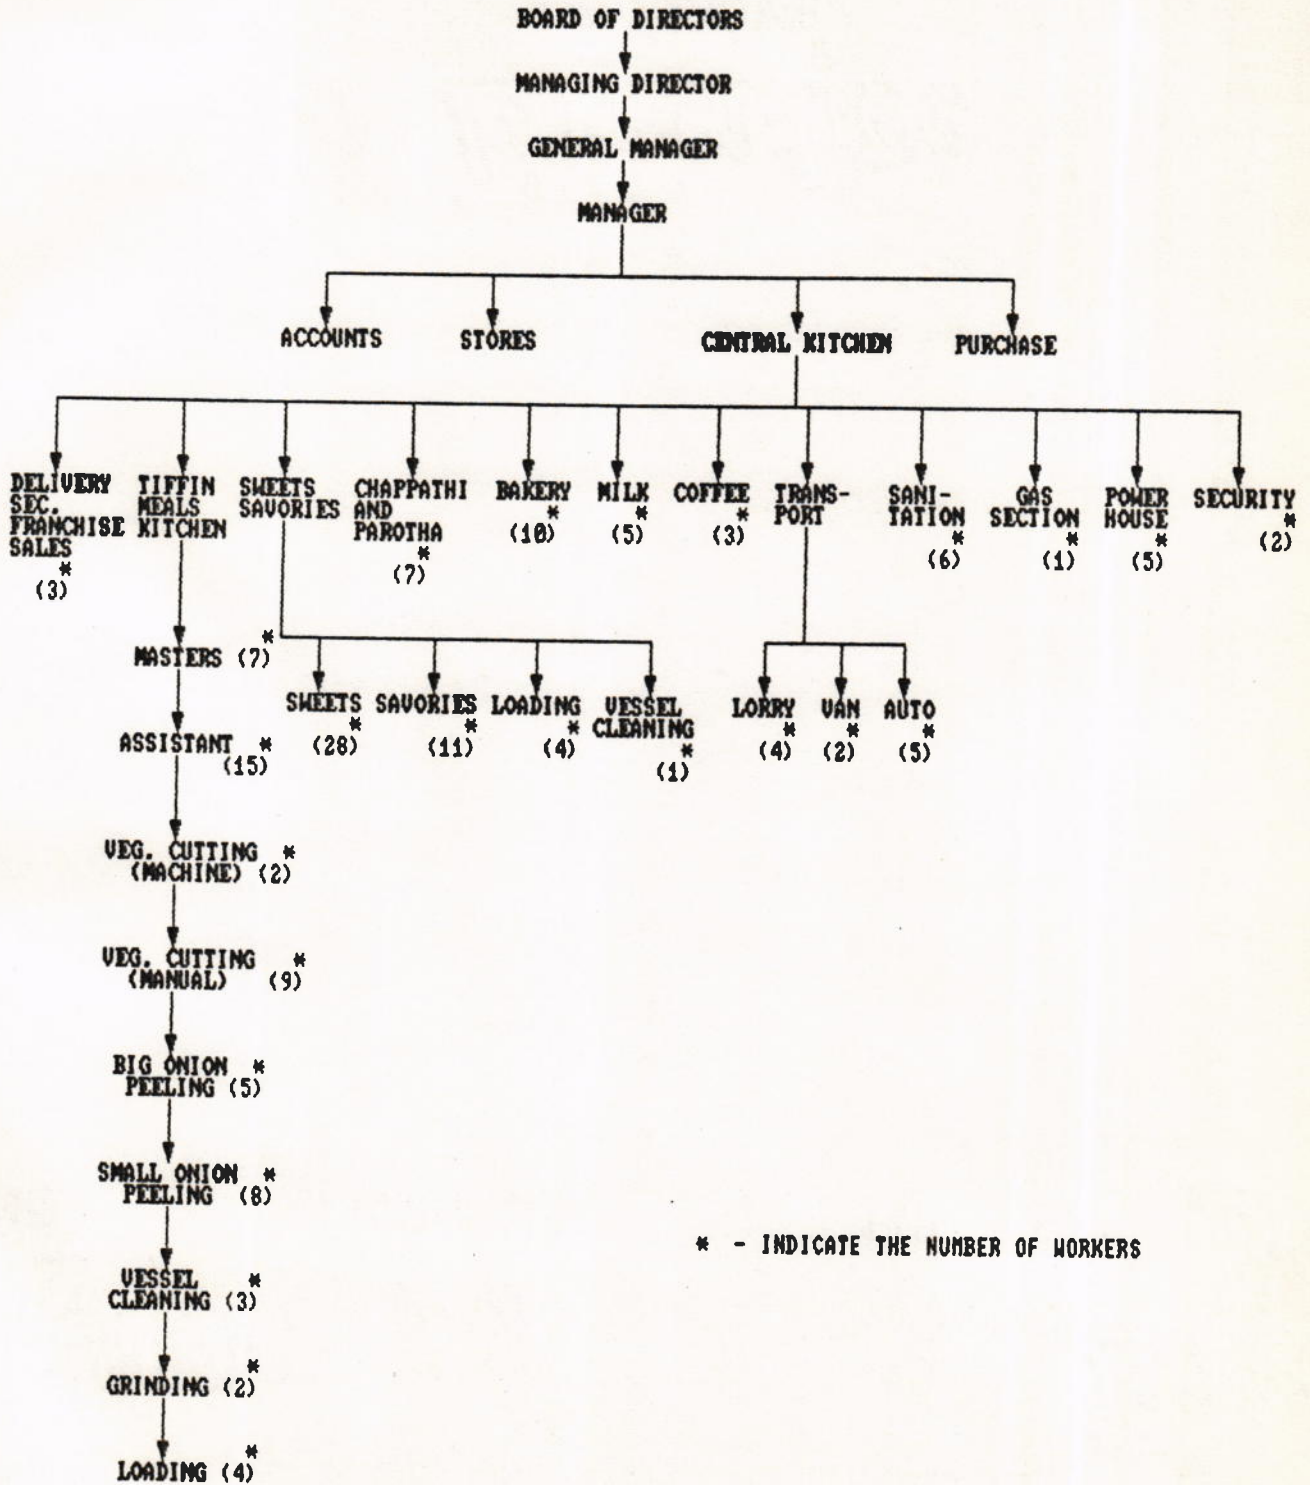 BOARD OF DIRECTORS
MANAGING DIRECTOR
GENERAL MANAGER
MANAGER
ACCOUNTS
STORES
CENTRAL KITCHEN
PURCHASE
DELIVERY
SEC.
FRANCHISE
SALES
*
(3)
TIFFIN
MEALS
KITCHEN
SWEETS
SAVORIES
CHAPPATHI
AND
PAROTHA
*
(7)
BAKERY
*
(10)
MILK
*
(5)
COFFEE
*
(3)
TRANS-
PORT
SANI-
TATION
*
(6)
GAS
SECTION
*
(1)
POWER
HOUSE
*
(5)
SECURITY
*
(2)
*
MASTERS (7)
ASSISTANT *
(15)
VEG. CUTTING *
(MACHINE) (2)
VEG. CUTTING *
(MANUAL) (9)
BIG ONION *
PEELING (5)
SMALL ONION *
PEELING (8)
VESSEL *
CLEANING (3)
*
GRINDING (2)
*
LOADING (4)
SWEETS
*
(28)
SAVORIES
*
(11)
LOADING
*
(4)
VESSEL
CLEANING
*
(1)
LORRY
*
(4)
VAN
*
(2)
AUTO
*
(5)
* - INDICATE THE NUMBER OF WORKERS